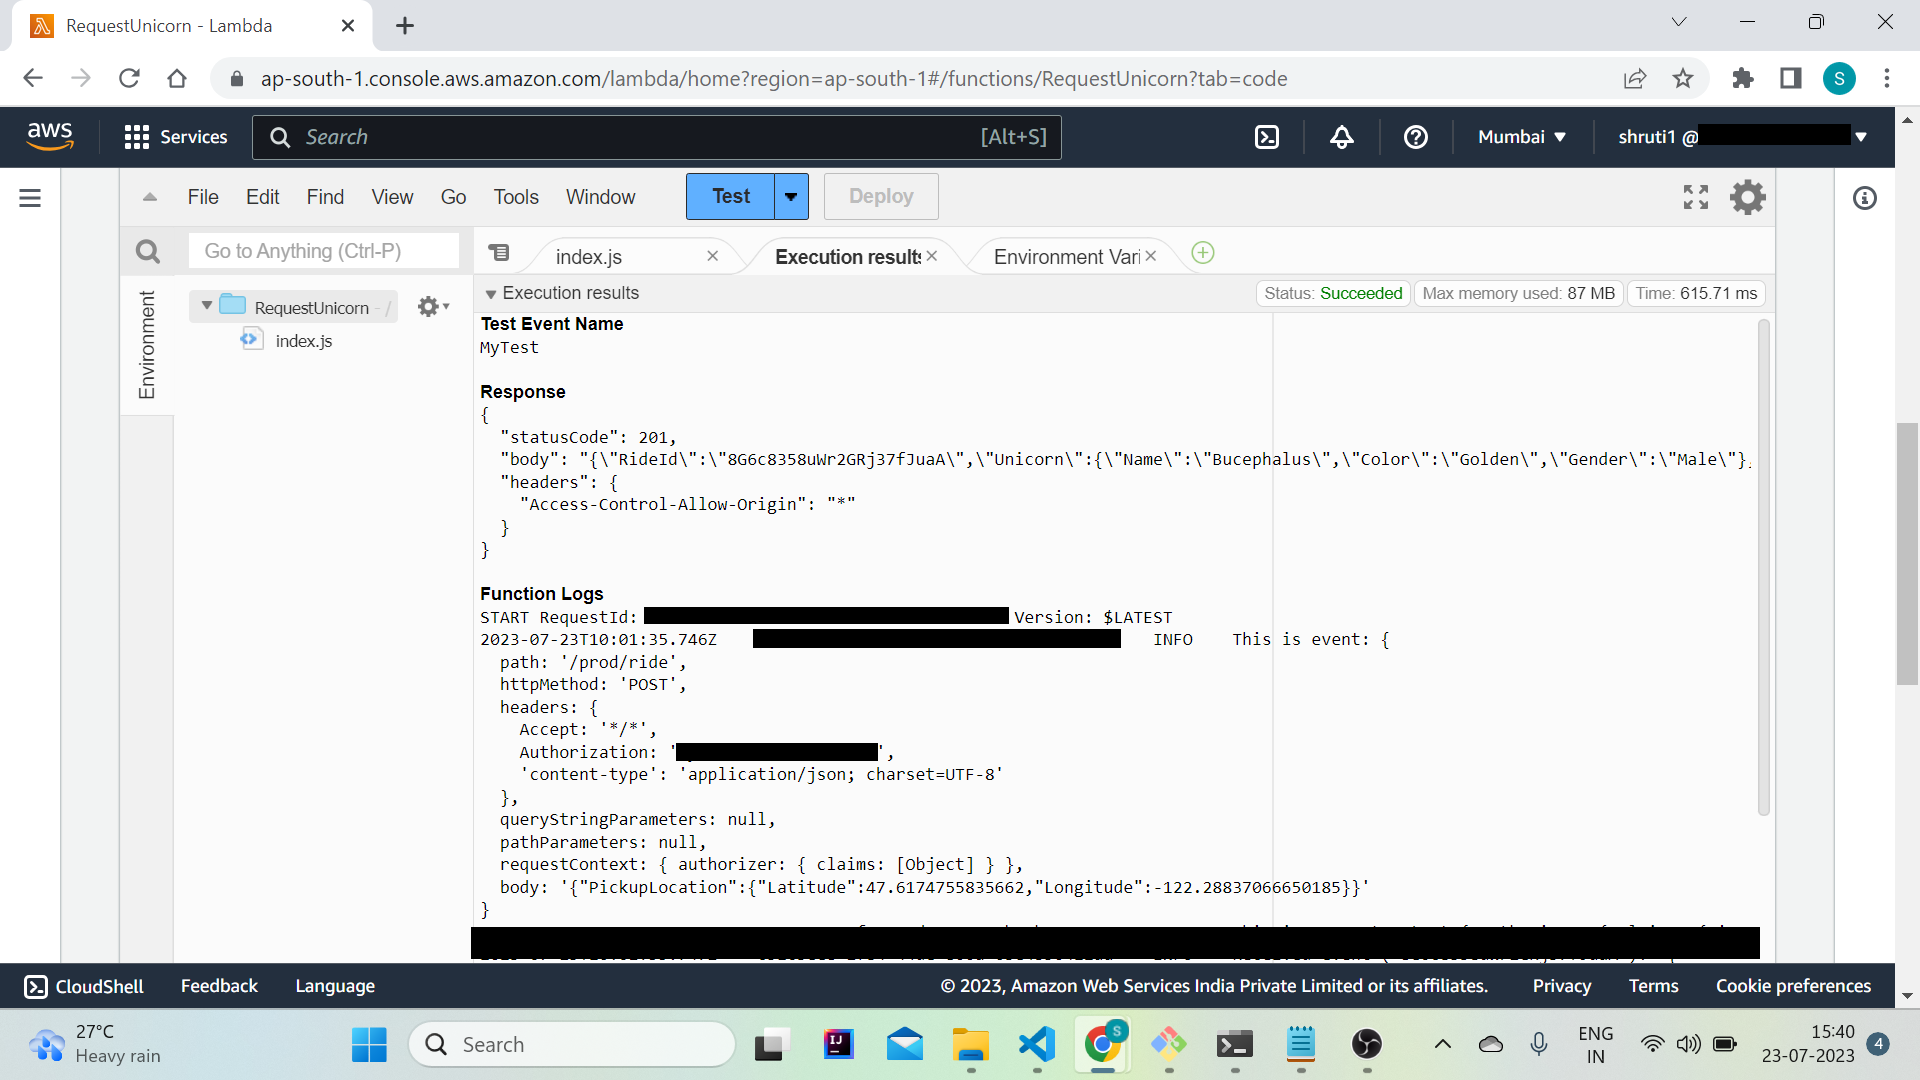 RequestUnicorn - Lambda
ap-south-1.console.aws.amazon.com/lambda/home?region=ap-south-1#/functions/RequestUnicorn?tab=code
S
aws
Services
Search
[Alt+S]
Mumbai
shruti1 @
File Edit Find View Go Tools Window
Test
Deploy
Go to Anything (Ctrl-P)
index.js
Execution results
Environment Vari
Environment
RequestUnicorn - /
index.js
Execution results
Status: Succeeded
Max memory used: 87 MB
Time: 615.71 ms
Test Event Name
MyTest
Response
{
"statusCode": 201,
"body": "{\"RideId\":\"8G6c8358uWr2GRj37fJuaA\",\"Unicorn\":{\"Name\":\"Bucephalus\",\"Color\":\"Golden\",\"Gender\":\"Male\"},
"headers": {
"Access-Control-Allow-Origin": "*"
}
}
Function Logs
START RequestId: Version: $LATEST
2023-07-23T10:01:35.746Z INFO This is event: {
path: '/prod/ride',
httpMethod: 'POST',
headers: {
Accept: '*/*',
Authorization: '',
'content-type': 'application/json; charset=UTF-8'
},
queryStringParameters: null,
pathParameters: null,
requestContext: { authorizer: { claims: [Object] } },
body: '{"PickupLocation":{"Latitude":47.6174755835662,"Longitude":-122.28837066650185}}'
}
CloudShell
Feedback
Language
© 2023, Amazon Web Services India Private Limited or its affiliates.
Privacy
Terms
Cookie preferences
27°C
Heavy rain
Search
IJ
S
ENG
IN
15:40
23-07-2023
4